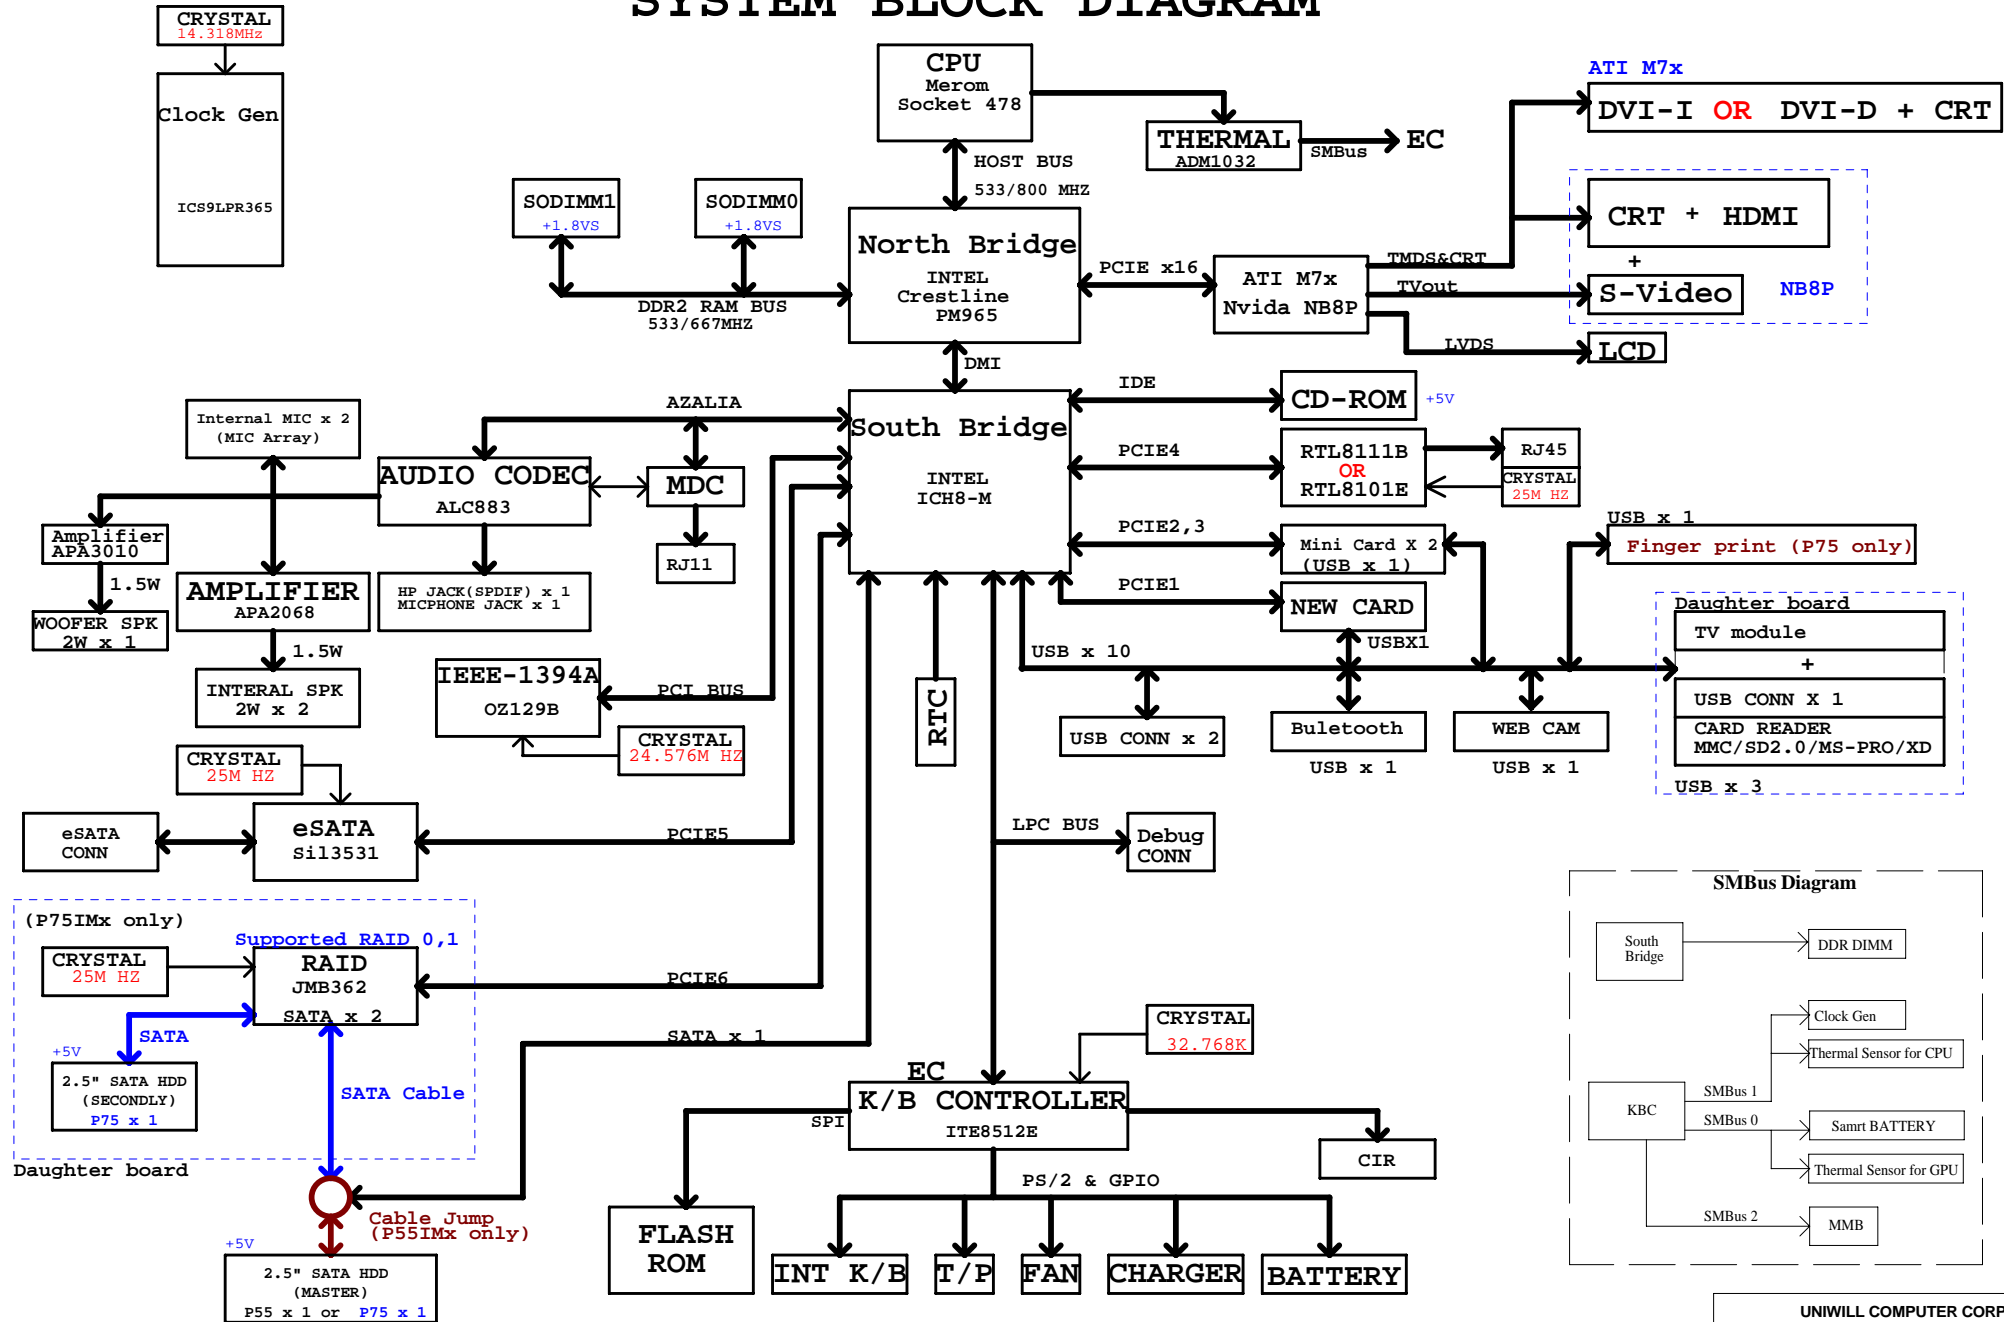 SYSTEM BLOCK DIAGRAM
CRYSTAL
14.318MHz
Clock Gen
ICS9LPR365
CPU
Merom
Socket 478
THERMAL
ADM1032
SMBus
EC
HOST BUS
533/800 MHZ
ATI M7x
DVI-I OR DVI-D + CRT
CRT + HDMI
+
S-Video
NB8P
LCD
SODIMM1
+1.8VS
SODIMM0
+1.8VS
DDR2 RAM BUS
533/667MHZ
North Bridge
INTEL
Crestline
PM965
PCIE x16
ATI M7x
Nvida NB8P
TMDS&CRT
TVout
LVDS
DMI
South Bridge
INTEL
ICH8-M
IDE
CD-ROM
+5V
PCIE4
RTL8111B
OR
RTL8101E
RJ45
CRYSTAL
25M HZ
PCIE2,3
Mini Card X 2
(USB x 1)
USB x 1
Finger print (P75 only)
PCIE1
NEW CARD
USBX1
USB x 10
USB CONN x 2
Buletooth
USB x 1
WEB CAM
USB x 1
Daughter board
TV module
+
USB CONN X 1
CARD READER
MMC/SD2.0/MS-PRO/XD
USB x 3
AZALIA
Internal MIC x 2
(MIC Array)
AUDIO CODEC
ALC883
MDC
RJ11
Amplifier
APA3010
1.5W
WOOFER SPK
2W x 1
AMPLIFIER
APA2068
1.5W
INTERAL SPK
2W x 2
HP JACK(SPDIF) x 1
MICPHONE JACK x 1
IEEE-1394A
OZ129B
PCI BUS
CRYSTAL
24.576M HZ
RTC
CRYSTAL
25M HZ
eSATA
CONN
eSATA
Sil3531
PCIE5
LPC BUS
Debug
CONN
(P75IMx only)
Supported RAID 0,1
CRYSTAL
25M HZ
RAID
JMB362
SATA x 2
PCIE6
SATA
+5V
2.5" SATA HDD
(SECONDLY)
P75 x 1
SATA Cable
Daughter board
SATA x 1
Cable Jump
(P55IMx only)
+5V
2.5" SATA HDD
(MASTER)
P55 x 1 or P75 x 1
CRYSTAL
32.768K
EC
K/B CONTROLLER
ITE8512E
SPI
FLASH
ROM
CIR
PS/2 & GPIO
INT K/B
T/P
FAN
CHARGER
BATTERY
SMBus Diagram
South
Bridge
DDR DIMM
Clock Gen
Thermal Sensor for CPU
KBC
SMBus 1
SMBus 0
Samrt BATTERY
Thermal Sensor for GPU
SMBus 2
MMB
UNIWILL COMPUTER CORP